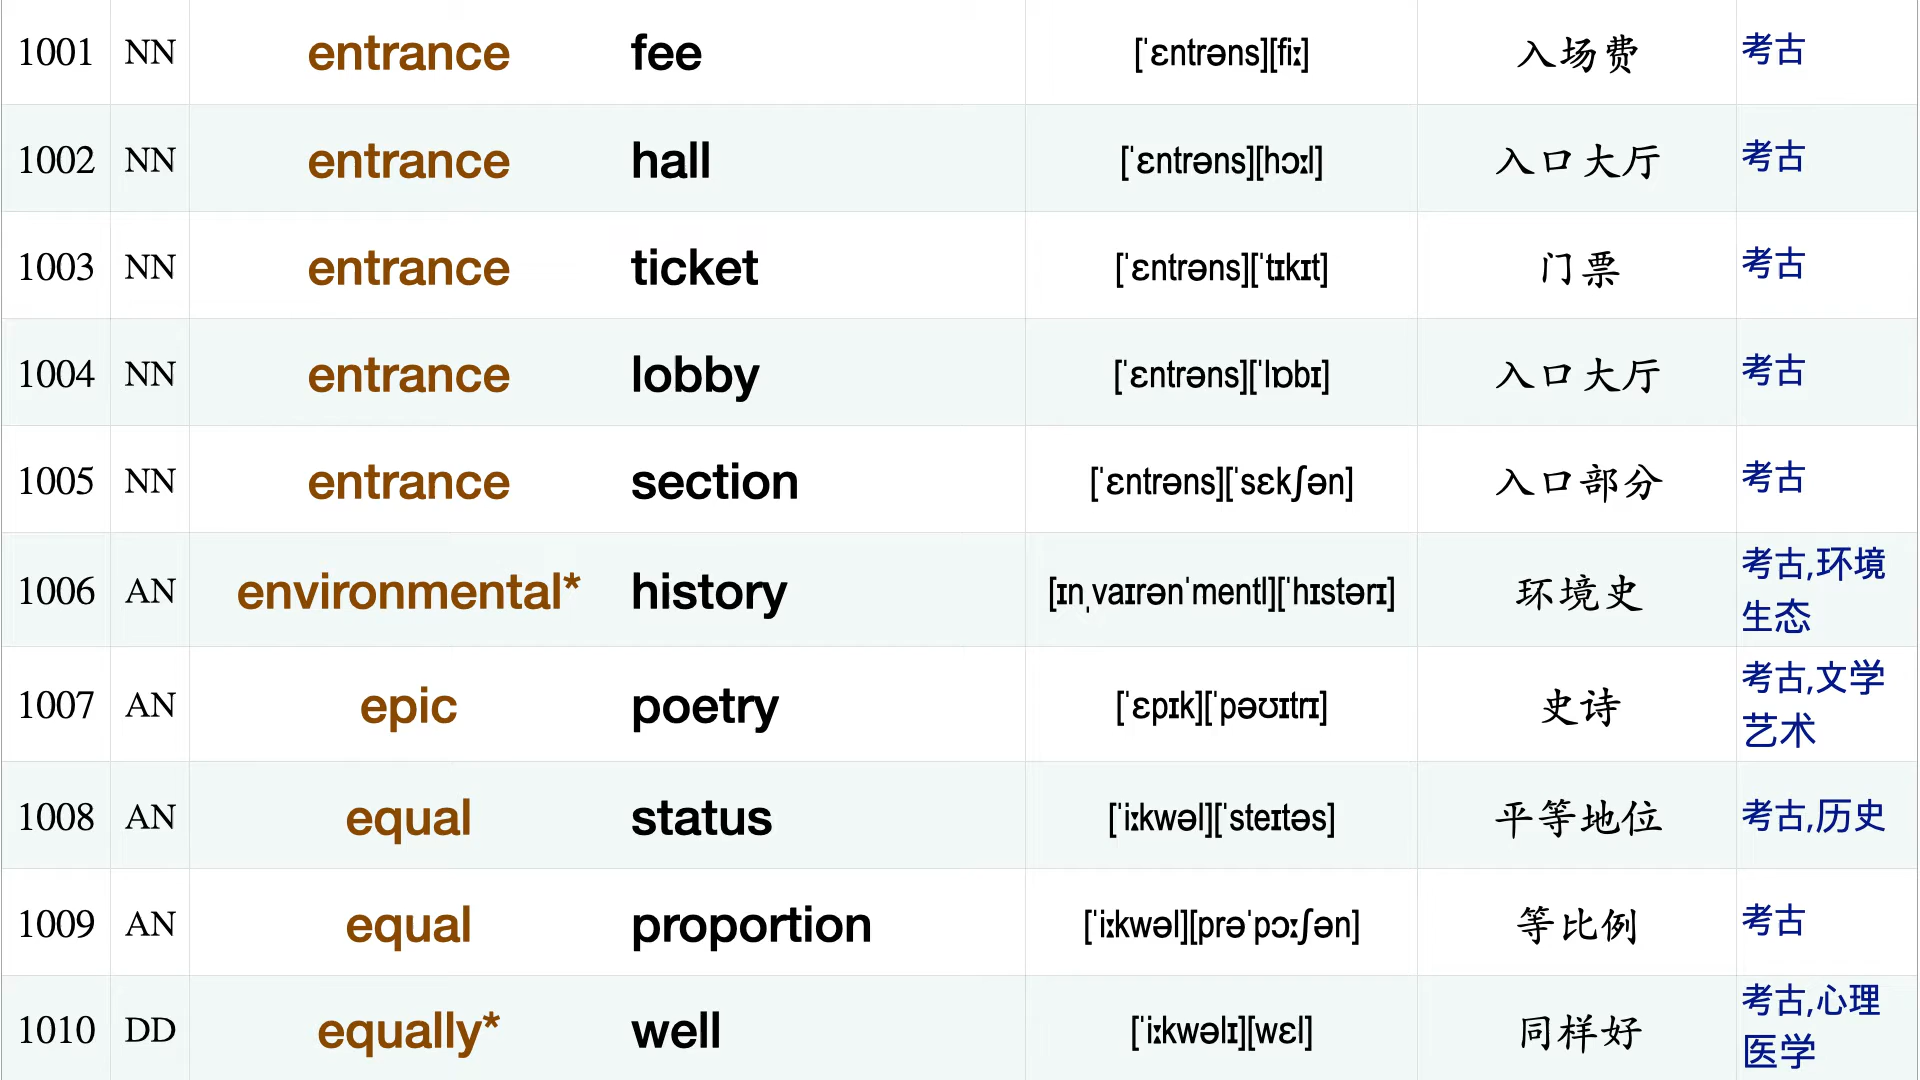 1001 NN entrance fee [ˈɛntrəns][fiː] 入场费 考古
1002 NN entrance hall [ˈɛntrəns][hɔːl] 入口大厅 考古
1003 NN entrance ticket [ˈɛntrəns][ˈtɪkɪt] 门票 考古
1004 NN entrance lobby [ˈɛntrəns][ˈlɒbɪ] 入口大厅 考古
1005 NN entrance section [ˈɛntrəns][ˈsɛkʃən] 入口部分 考古
1006 AN environmental* history [ɪnˌvaɪrənˈmentl][ˈhɪstərɪ] 环境史 考古,环境
生态
1007 AN epic poetry [ˈɛpɪk][ˈpəʊɪtrɪ] 史诗 考古,文学
艺术
1008 AN equal status [ˈiːkwəl][ˈsteɪtəs] 平等地位 考古,历史
1009 AN equal proportion [ˈiːkwəl][prəˈpɔːʃən] 等比例 考古
1010 DD equally* well [ˈiːkwəlɪ][wɛl] 同样好 考古,心理
医学